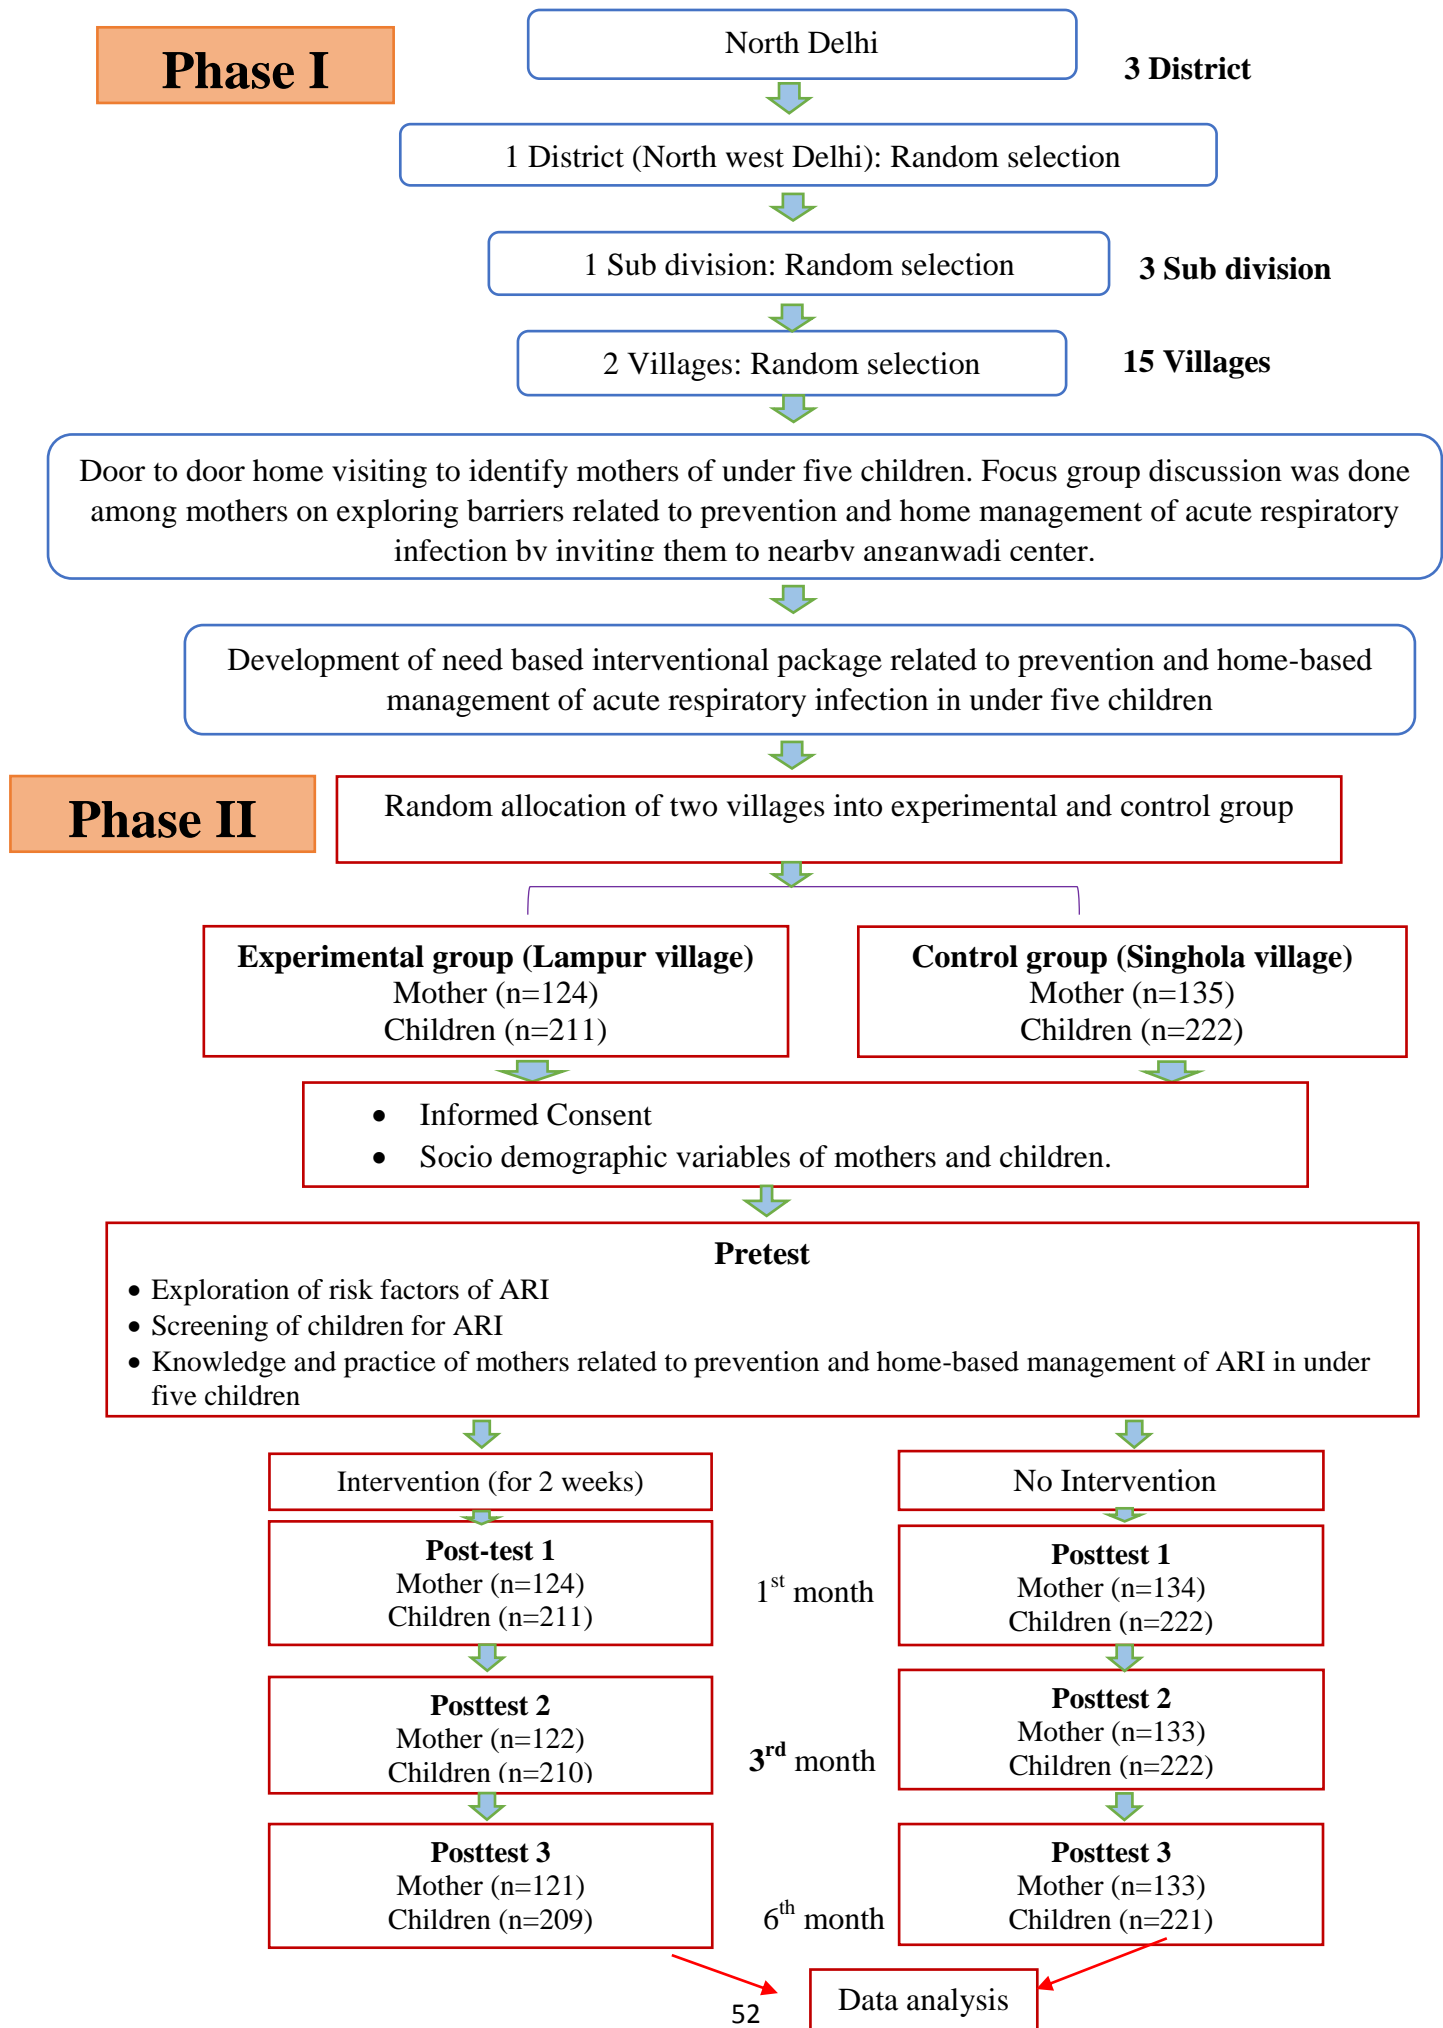 Phase I
North Delhi
3 District
1 District (North west Delhi): Random selection
1 Sub division: Random selection
3 Sub division
2 Villages: Random selection
15 Villages
Door to door home visiting to identify mothers of under five children. Focus group discussion was done
among mothers on exploring barriers related to prevention and home management of acute respiratory
infection by inviting them to nearby anganwadi center.
Development of need based interventional package related to prevention and home-based
management of acute respiratory infection in under five children
Phase II
Random allocation of two villages into experimental and control group
Experimental group (Lampur village)
Mother (n=124)
Children (n=211)
Control group (Singhola village)
Mother (n=135)
Children (n=222)
• Informed Consent
• Socio demographic variables of mothers and children.
Pretest
• Exploration of risk factors of ARI
• Screening of children for ARI
• Knowledge and practice of mothers related to prevention and home-based management of ARI in under
five children
Intervention (for 2 weeks)
No Intervention
Post-test 1
Mother (n=124)
Children (n=211)
1st month
Posttest 1
Mother (n=134)
Children (n=222)
Posttest 2
Mother (n=122)
Children (n=210)
3rd month
Posttest 2
Mother (n=133)
Children (n=222)
Posttest 3
Mother (n=121)
Children (n=209)
6th month
Posttest 3
Mother (n=133)
Children (n=221)
Data analysis
52